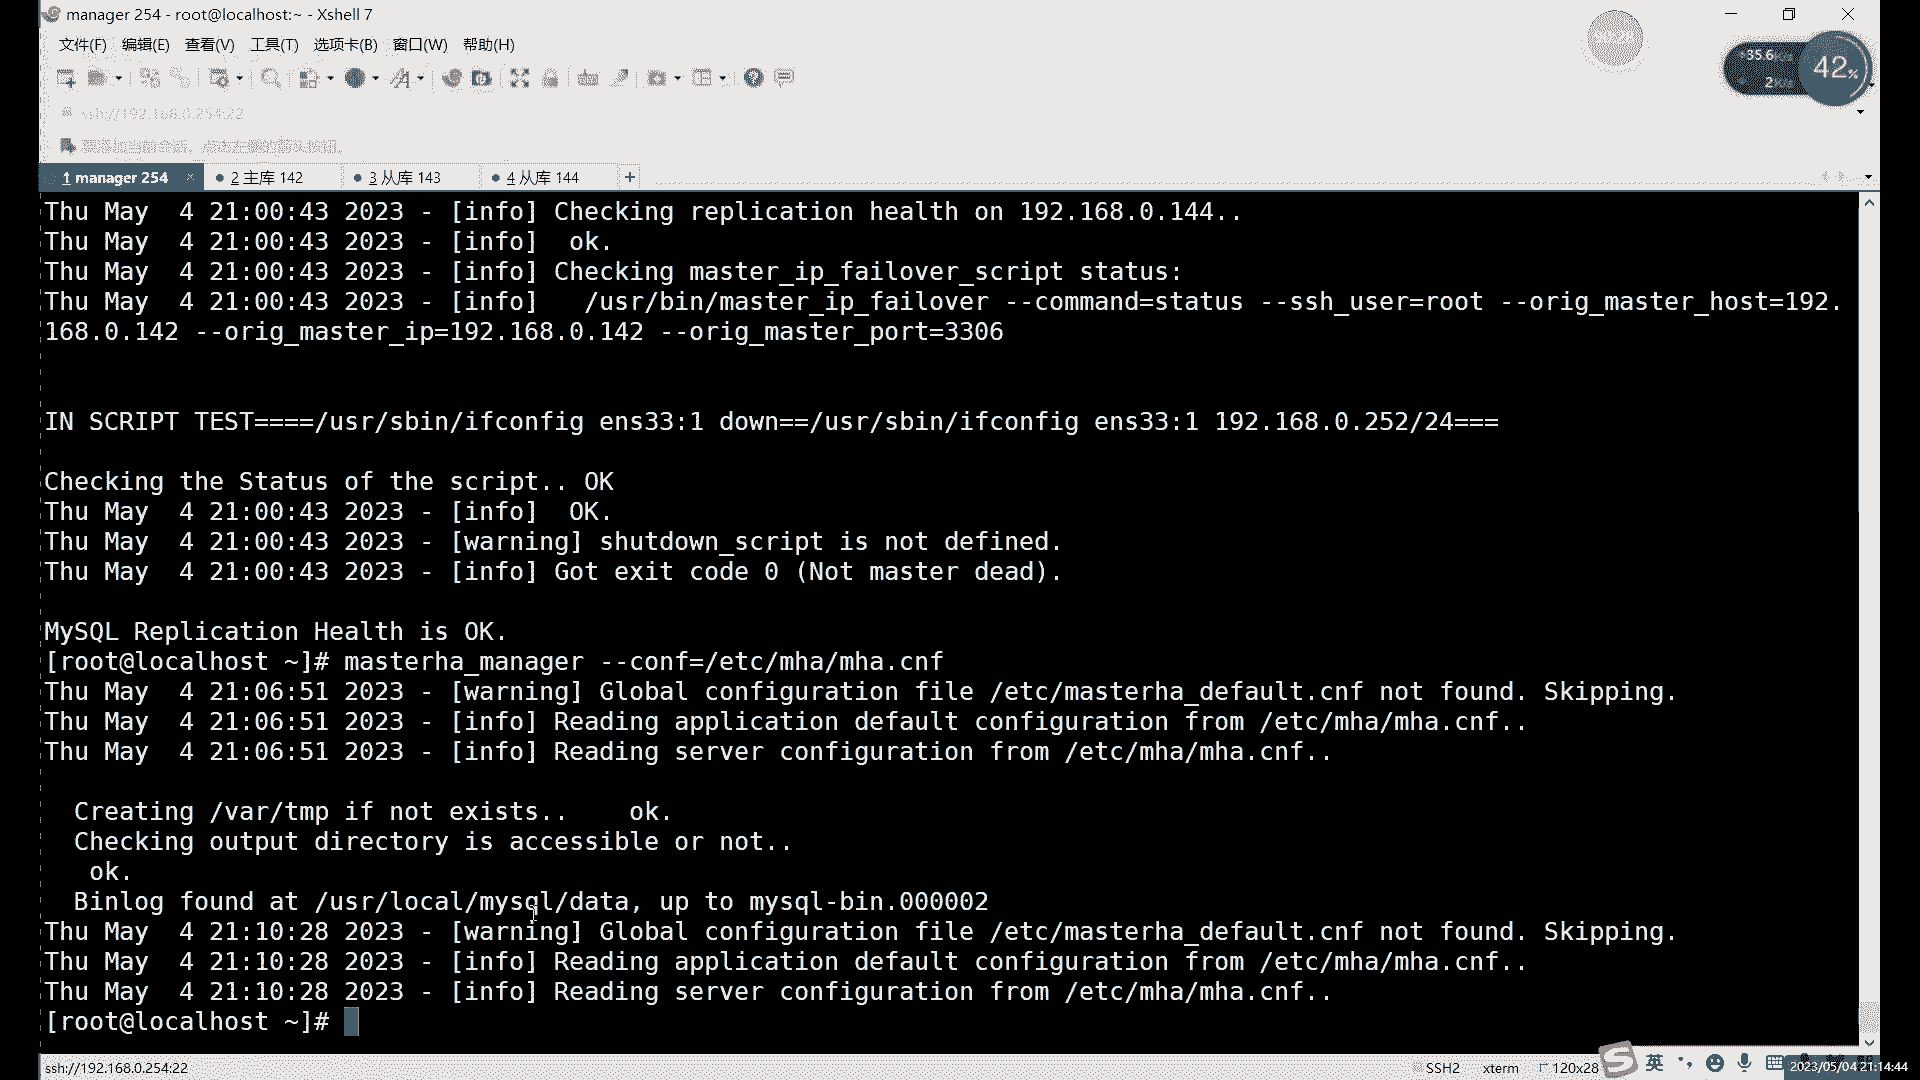 manager 254 - root@localhost:~ - Xshell 7
文件(F) 编辑(E) 查看(V) 工具(T) 选项卡(B) 窗口(W) 帮助(H)
35.6K/s
2K/s
42%
ssh://192.168.0.254:22
1 manager 254 × 2 主库 142 3 从库 143 4 从库 144 +
Thu May  4 21:00:43 2023 - [info] Checking replication health on 192.168.0.144..
Thu May  4 21:00:43 2023 - [info]  ok.
Thu May  4 21:00:43 2023 - [info] Checking master_ip_failover_script status:
Thu May  4 21:00:43 2023 - [info]   /usr/bin/master_ip_failover --command=status --ssh_user=root --orig_master_host=192.
168.0.142 --orig_master_ip=192.168.0.142 --orig_master_port=3306
IN SCRIPT TEST====/usr/sbin/ifconfig ens33:1 down==/usr/sbin/ifconfig ens33:1 192.168.0.252/24===
Checking the Status of the script.. OK
Thu May  4 21:00:43 2023 - [info]  OK.
Thu May  4 21:00:43 2023 - [warning] shutdown_script is not defined.
Thu May  4 21:00:43 2023 - [info] Got exit code 0 (Not master dead).
MySQL Replication Health is OK.
[root@localhost ~]# masterha_manager --conf=/etc/mha/mha.cnf
Thu May  4 21:06:51 2023 - [warning] Global configuration file /etc/masterha_default.cnf not found. Skipping.
Thu May  4 21:06:51 2023 - [info] Reading application default configuration from /etc/mha/mha.cnf..
Thu May  4 21:06:51 2023 - [info] Reading server configuration from /etc/mha/mha.cnf..
  Creating /var/tmp if not exists..    ok.
  Checking output directory is accessible or not..
   ok.
  Binlog found at /usr/local/mysql/data, up to mysql-bin.000002
Thu May  4 21:10:28 2023 - [warning] Global configuration file /etc/masterha_default.cnf not found. Skipping.
Thu May  4 21:10:28 2023 - [info] Reading application default configuration from /etc/mha/mha.cnf..
Thu May  4 21:10:28 2023 - [info] Reading server configuration from /etc/mha/mha.cnf..
[root@localhost ~]#
ssh://192.168.0.254:22 SSH2 xterm 120x28 英 2023/05/04 21:14:44